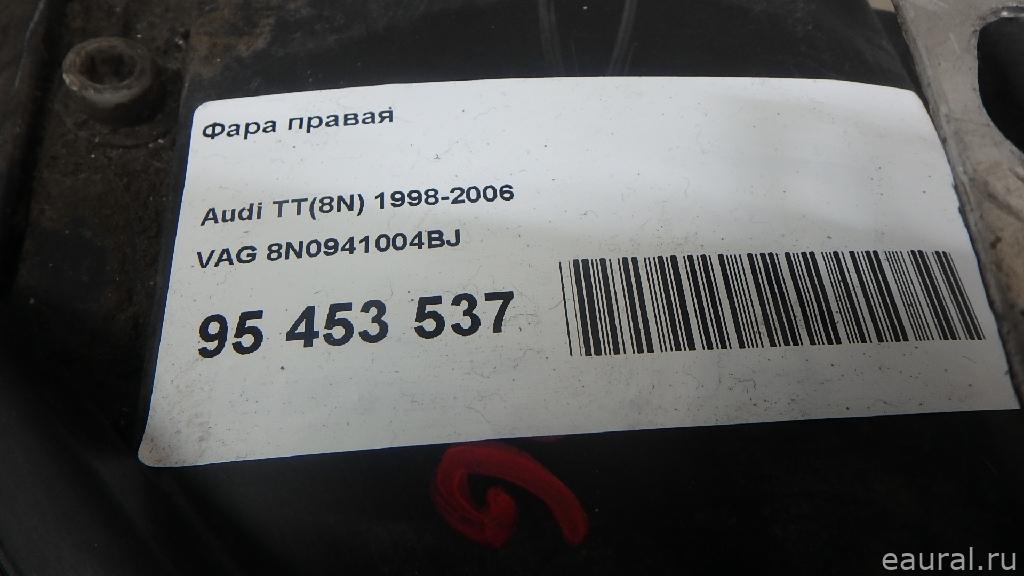 Фара правая
Audi TT(8N) 1998-2006
VAG 8N0941004BJ
95 453 537
eaural.ru